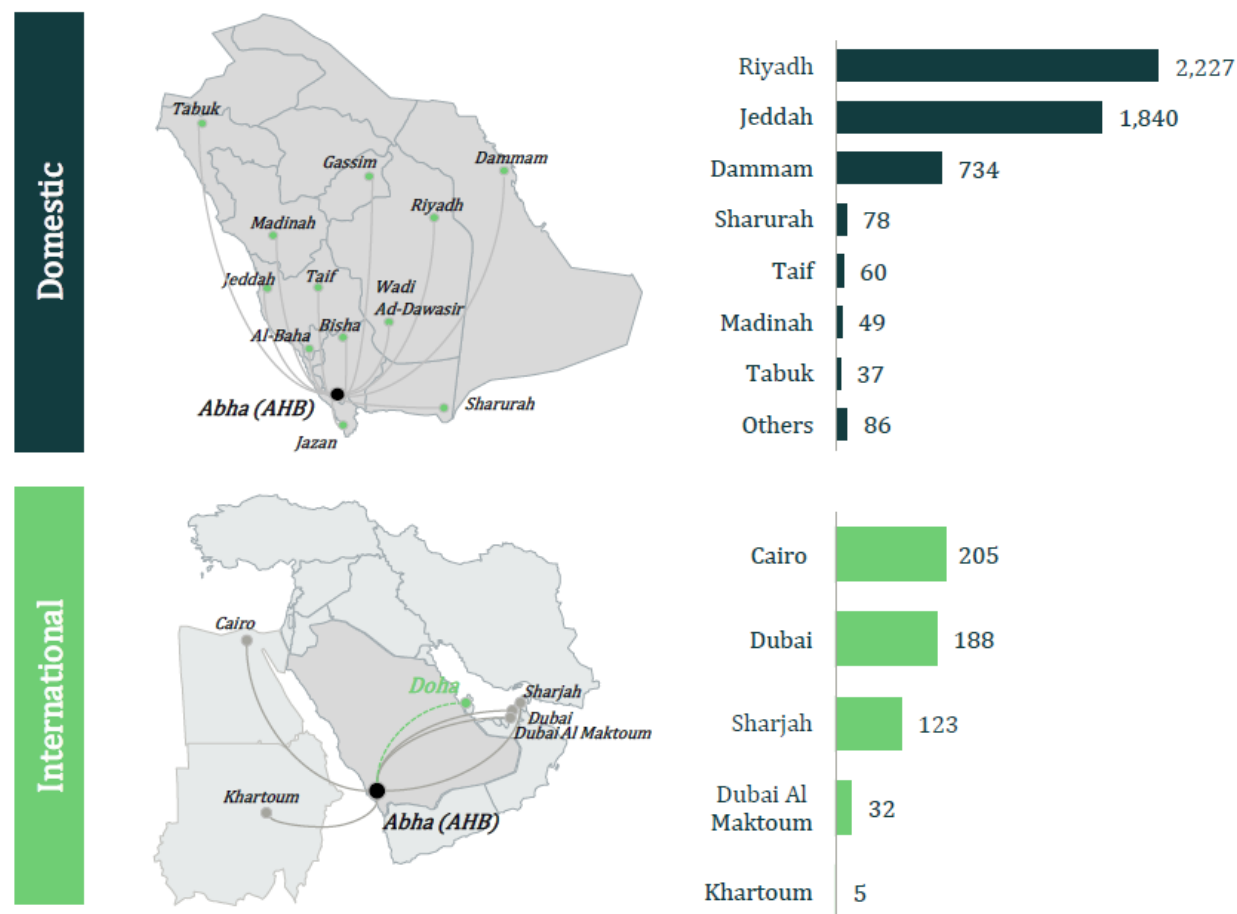 Domestic
Tabuk
Gassim
Dammam
Riyadh
Madinah
Jeddah
Taif
Wadi
Ad-Dawasir
Al-Baha
Bisha
Abha (AHB)
Sharurah
Jazan
Riyadh 2,227
Jeddah 1,840
Dammam 734
Sharurah 78
Taif 60
Madinah 49
Tabuk 37
Others 86
International
Cairo
Doha
Sharjah
Dubai
Dubai Al Maktoum
Khartoum
Abha (AHB)
Cairo 205
Dubai 188
Sharjah 123
Dubai Al
Maktoum 32
Khartoum 5